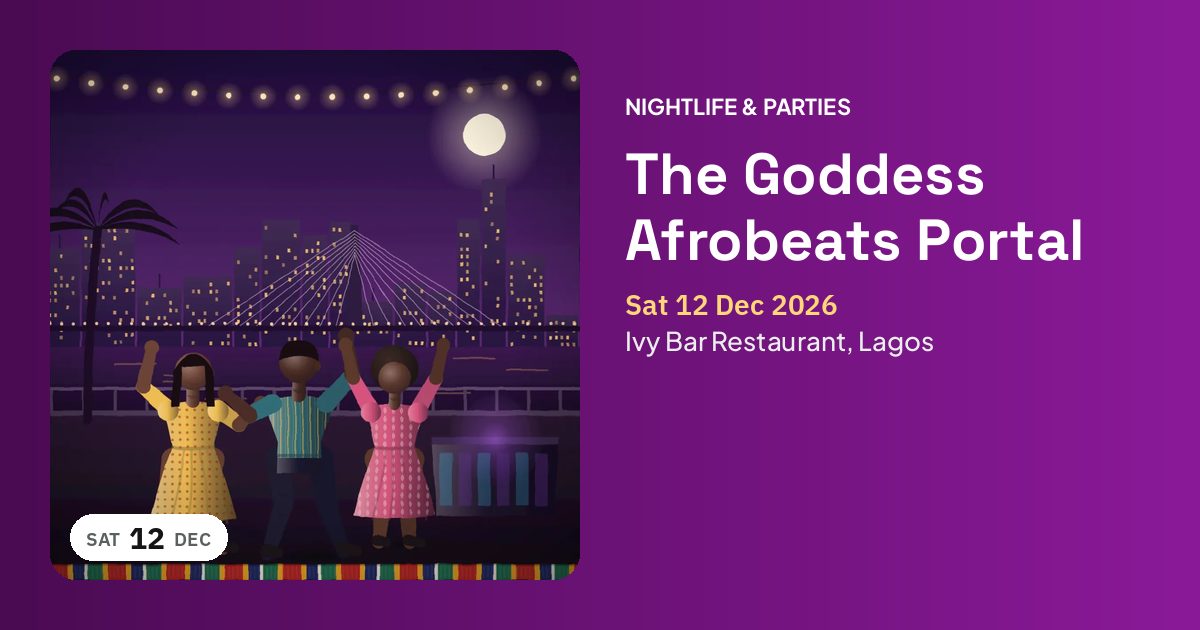 NIGHTLIFE & PARTIES
The Goddess
Afrobeats Portal
Sat 12 Dec 2026
Ivy Bar Restaurant, Lagos
SAT 12 DEC